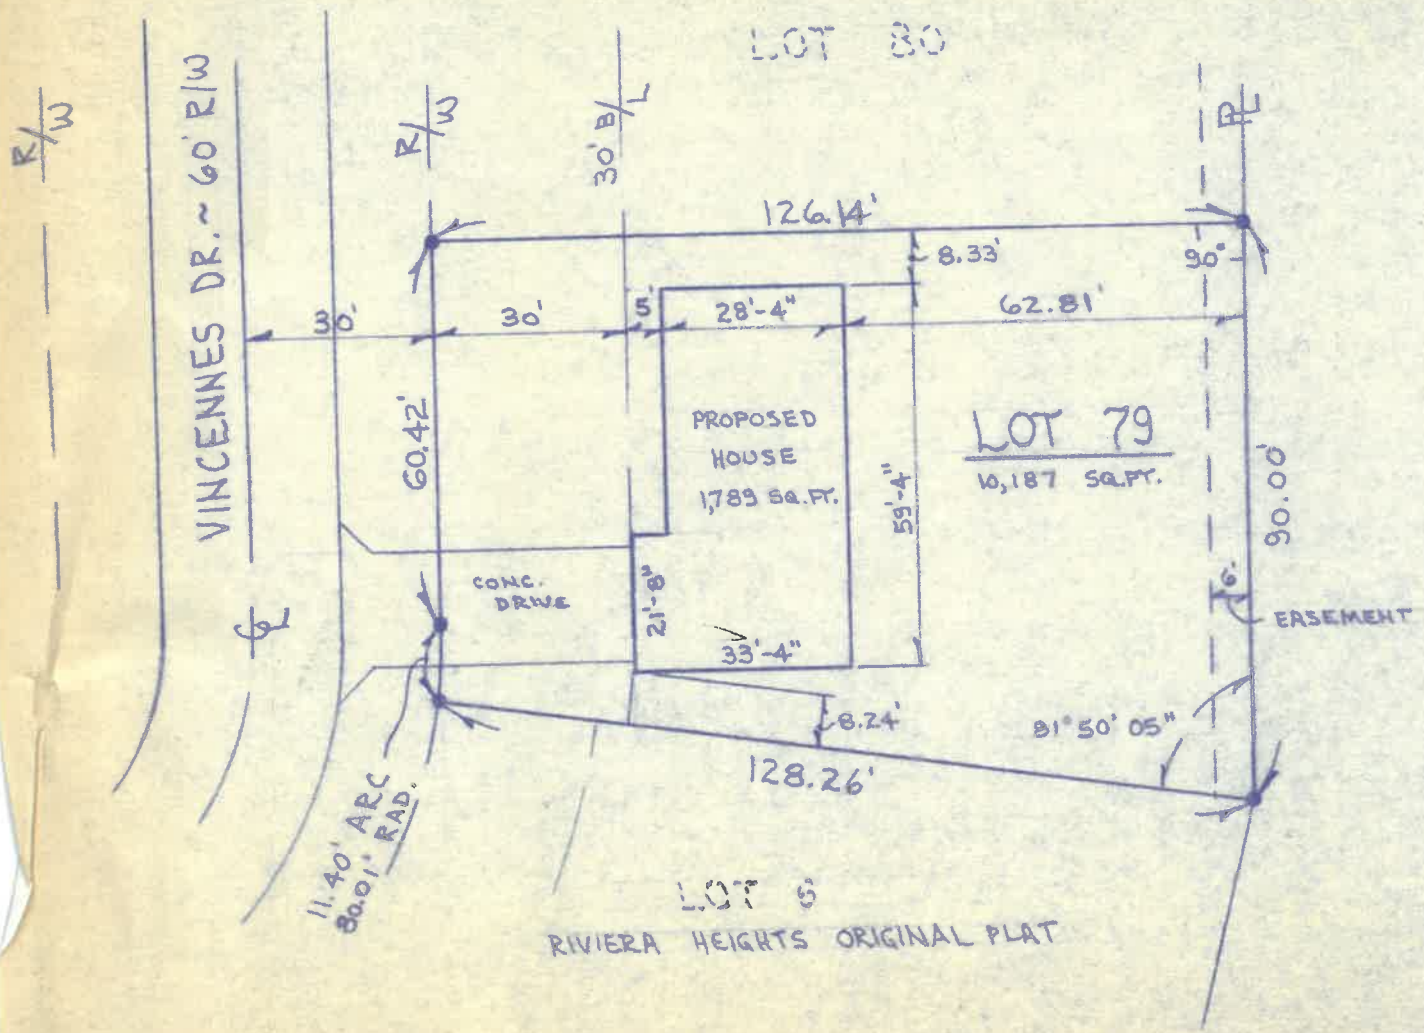 LOT 80
R/W
VINCENNES DR. ~ 60' R/W
R/W
30' B/L
PL
126.14'
8.33'
90°
30'
30'
5'
28'-4"
62.81'
60.42'
PROPOSED
HOUSE
1,789 SQ.FT.
LOT 79
10,187 SQ.FT.
59'-4"
90.00'
CONC.
DRIVE
21'-8"
33'-4"
6'
EASEMENT
CL
8.24'
81° 50' 05"
128.26'
11.40' ARC
80.01' RAD.
LOT 6
RIVIERA HEIGHTS ORIGINAL PLAT